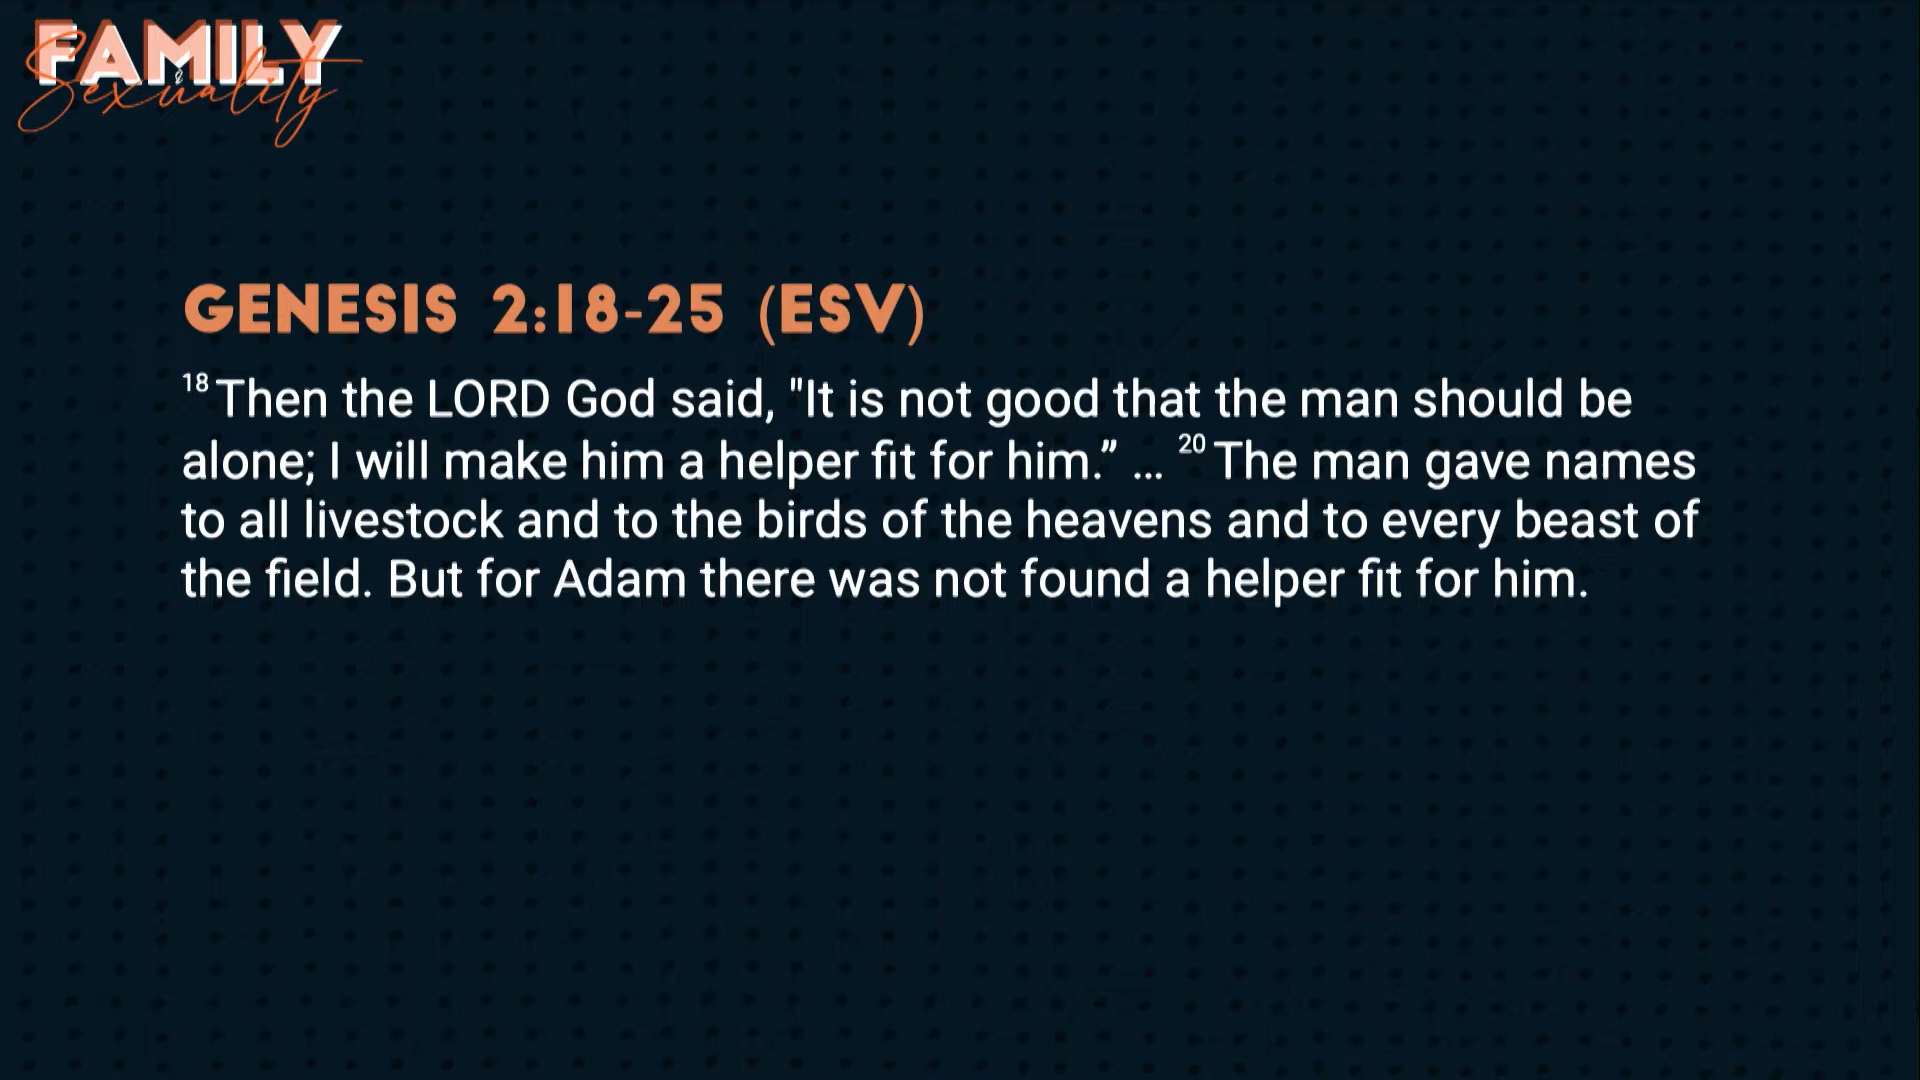 FAMILY
&
Sexuality
GENESIS 2:18-25 (ESV)
18 Then the LORD God said, "It is not good that the man should be
alone; I will make him a helper fit for him.” ... 20 The man gave names
to all livestock and to the birds of the heavens and to every beast of
the field. But for Adam there was not found a helper fit for him.